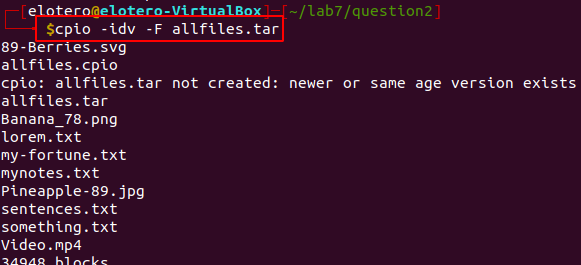 [elotero@elotero-VirtualBox]-[~/lab7/question2]
$cpio -idv -F allfiles.tar
89-Berries.svg
allfiles.cpio
cpio: allfiles.tar not created: newer or same age version exists
allfiles.tar
Banana_78.png
lorem.txt
my-fortune.txt
mynotes.txt
Pineapple-89.jpg
sentences.txt
something.txt
Video.mp4
34948 blocks